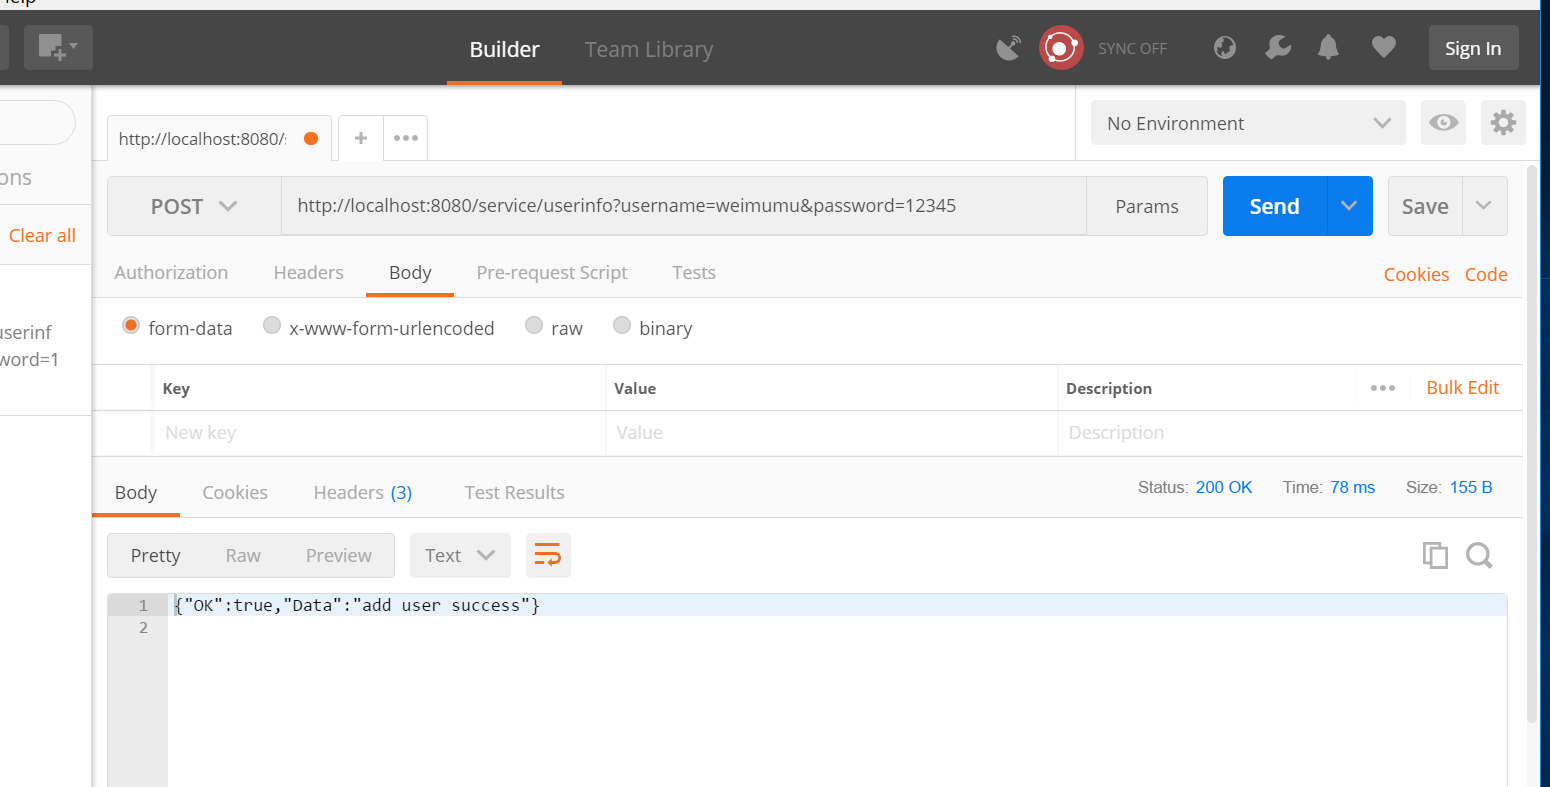 Help
Builder Team Library SYNC OFF Sign In
http://localhost:8080/ + ••• No Environment
ons
POST http://localhost:8080/service/userinfo?username=weimumu&password=12345 Params Send Save
Clear all
Authorization Headers Body Pre-request Script Tests Cookies Code
form-data x-www-form-urlencoded raw binary
userinf
word=1
Key Value Description ••• Bulk Edit
New key Value Description
Body Cookies Headers (3) Test Results Status: 200 OK Time: 78 ms Size: 155 B
Pretty Raw Preview Text
1 {"OK":true,"Data":"add user success"}
2